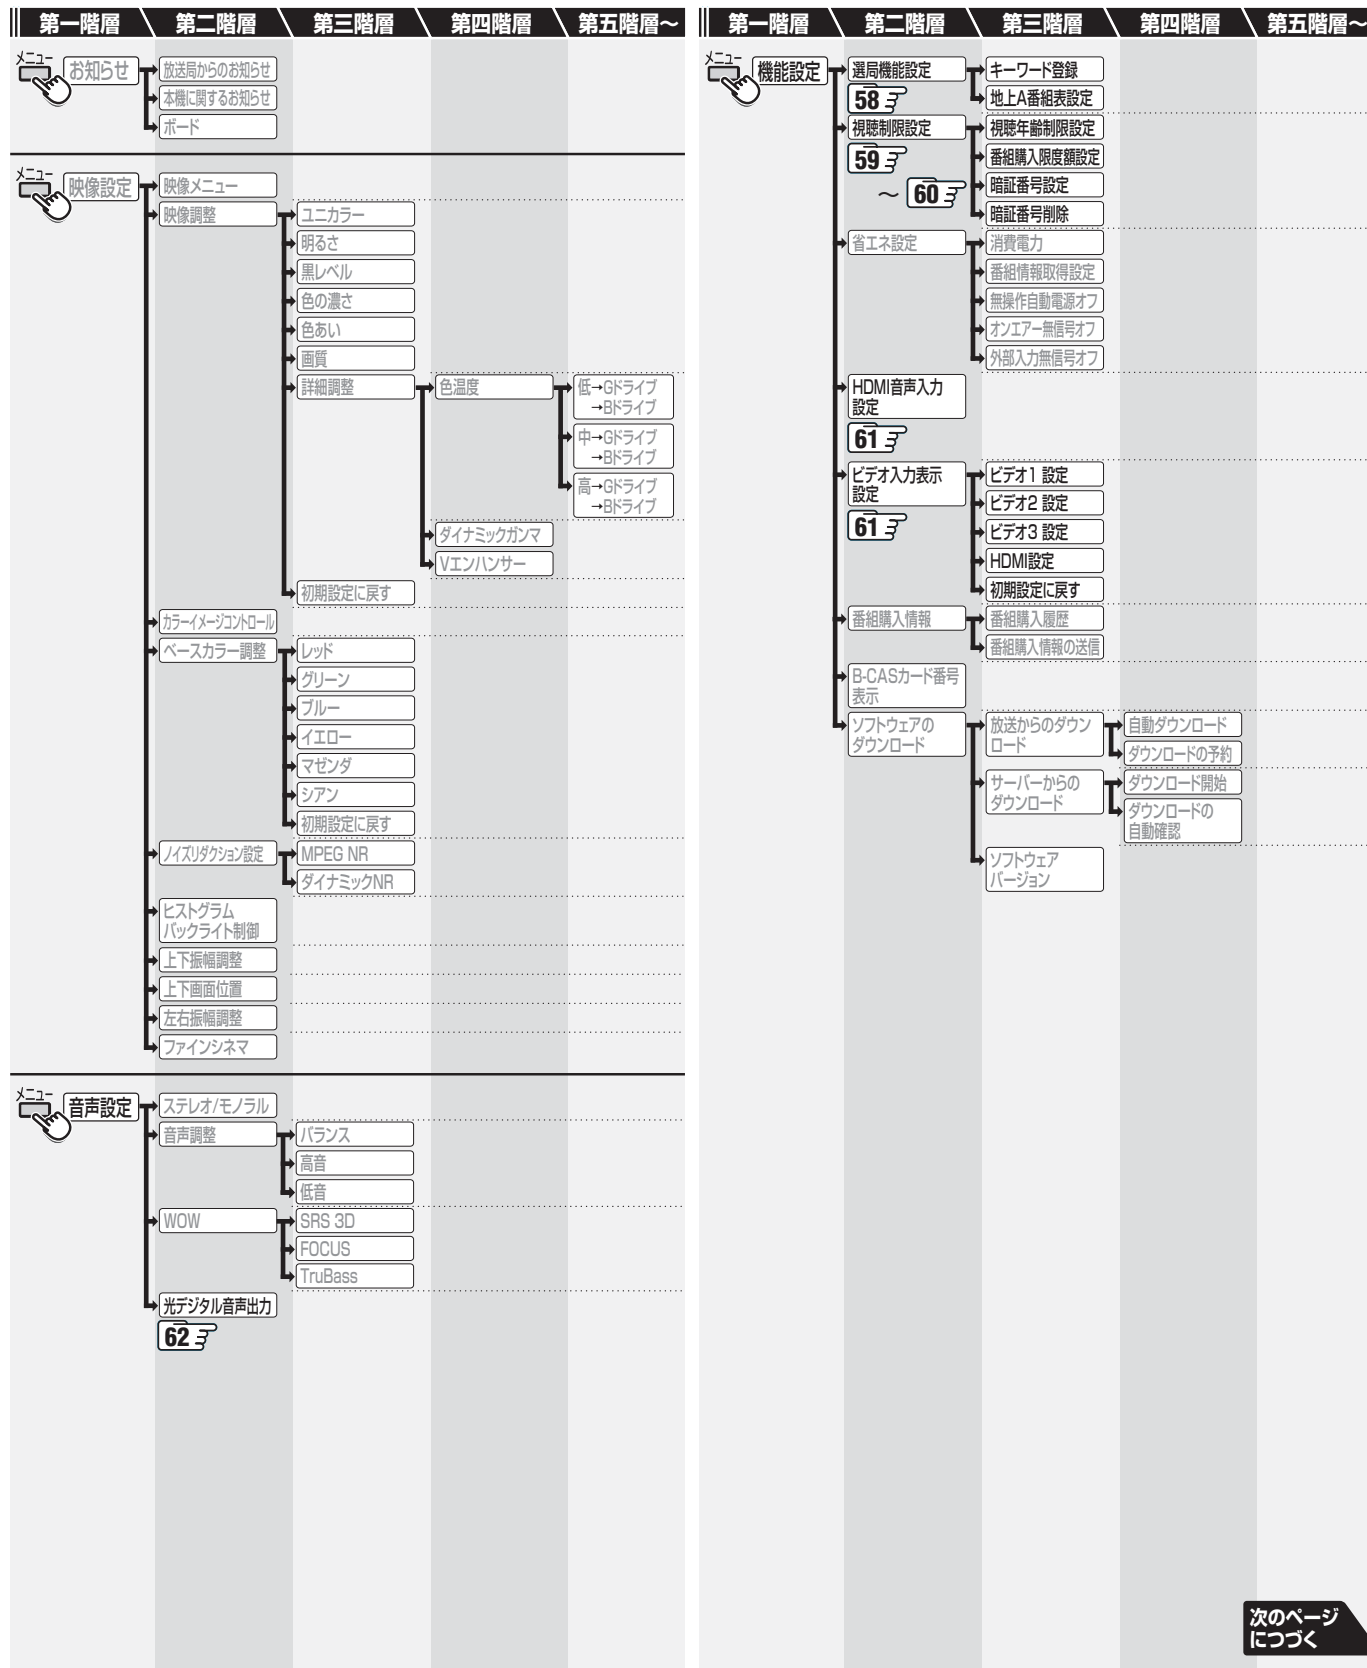 第一階層 第二階層 第三階層 第四階層 第五階層～
メニュー
お知らせ
放送局からのお知らせ
本機に関するお知らせ
ボード
メニュー
映像設定
映像メニュー
映像調整
ユニカラー
明るさ
黒レベル
色の濃さ
色あい
画質
詳細調整
色温度
低→Gドライブ
→Bドライブ
中→Gドライブ
→Bドライブ
高→Gドライブ
→Bドライブ
ダイナミックガンマ
Vエンハンサー
初期設定に戻す
カラーイメージコントロール
ベースカラー調整
レッド
グリーン
ブルー
イエロー
マゼンダ
シアン
初期設定に戻す
ノイズリダクション設定
MPEG NR
ダイナミックNR
ヒストグラム
バックライト制御
上下振幅調整
上下画面位置
左右振幅調整
ファインシネマ
メニュー
音声設定
ステレオ/モノラル
音声調整
バランス
高音
低音
WOW
SRS 3D
FOCUS
TruBass
光デジタル音声出力
62
第一階層 第二階層 第三階層 第四階層 第五階層～
メニュー
機能設定
選局機能設定
58
キーワード登録
地上A番組表設定
視聴制限設定
59
～ 60
視聴年齢制限設定
番組購入限度額設定
暗証番号設定
暗証番号削除
省エネ設定
消費電力
番組情報取得設定
無操作自動電源オフ
オンエアー無信号オフ
外部入力無信号オフ
HDMI音声入力
設定
61
ビデオ入力表示
設定
61
ビデオ1 設定
ビデオ2 設定
ビデオ3 設定
HDMI設定
初期設定に戻す
番組購入情報
番組購入履歴
番組購入情報の送信
B-CASカード番号
表示
ソフトウェアの
ダウンロード
放送からのダウン
ロード
自動ダウンロード
ダウンロードの予約
サーバーからの
ダウンロード
ダウンロード開始
ダウンロードの
自動確認
ソフトウェア
バージョン
次のページ
につづく